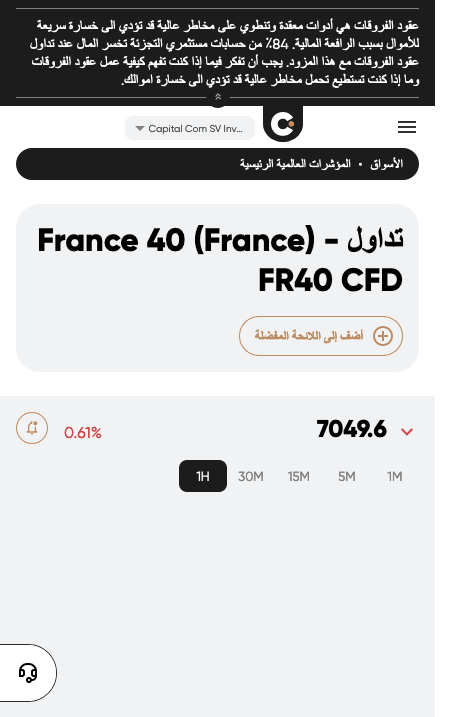 عقود الفروقات هي أدوات معقدة وتنطوي على مخاطر عالية قد تؤدي الى خسارة سريعة
للأموال بسبب الرافعة المالية. 84٪ من حسابات مستثمري التجزئة تخسر المال عند تداول
عقود الفروقات مع هذا المزود. يجب أن تفكر فيما إذا كنت تفهم كيفية عمل عقود الفروقات
وما إذا كنت تستطيع تحمل مخاطر عالية قد تؤدي الى خسارة اموالك.
Capital Com SV Inv...
الأسواق • المؤشرات العالمية الرئيسية
تداول France 40 (France) -
FR40 CFD
أضف إلى اللائحة المفضلة
7049.6
0.61%
1M 5M 15M 30M 1H